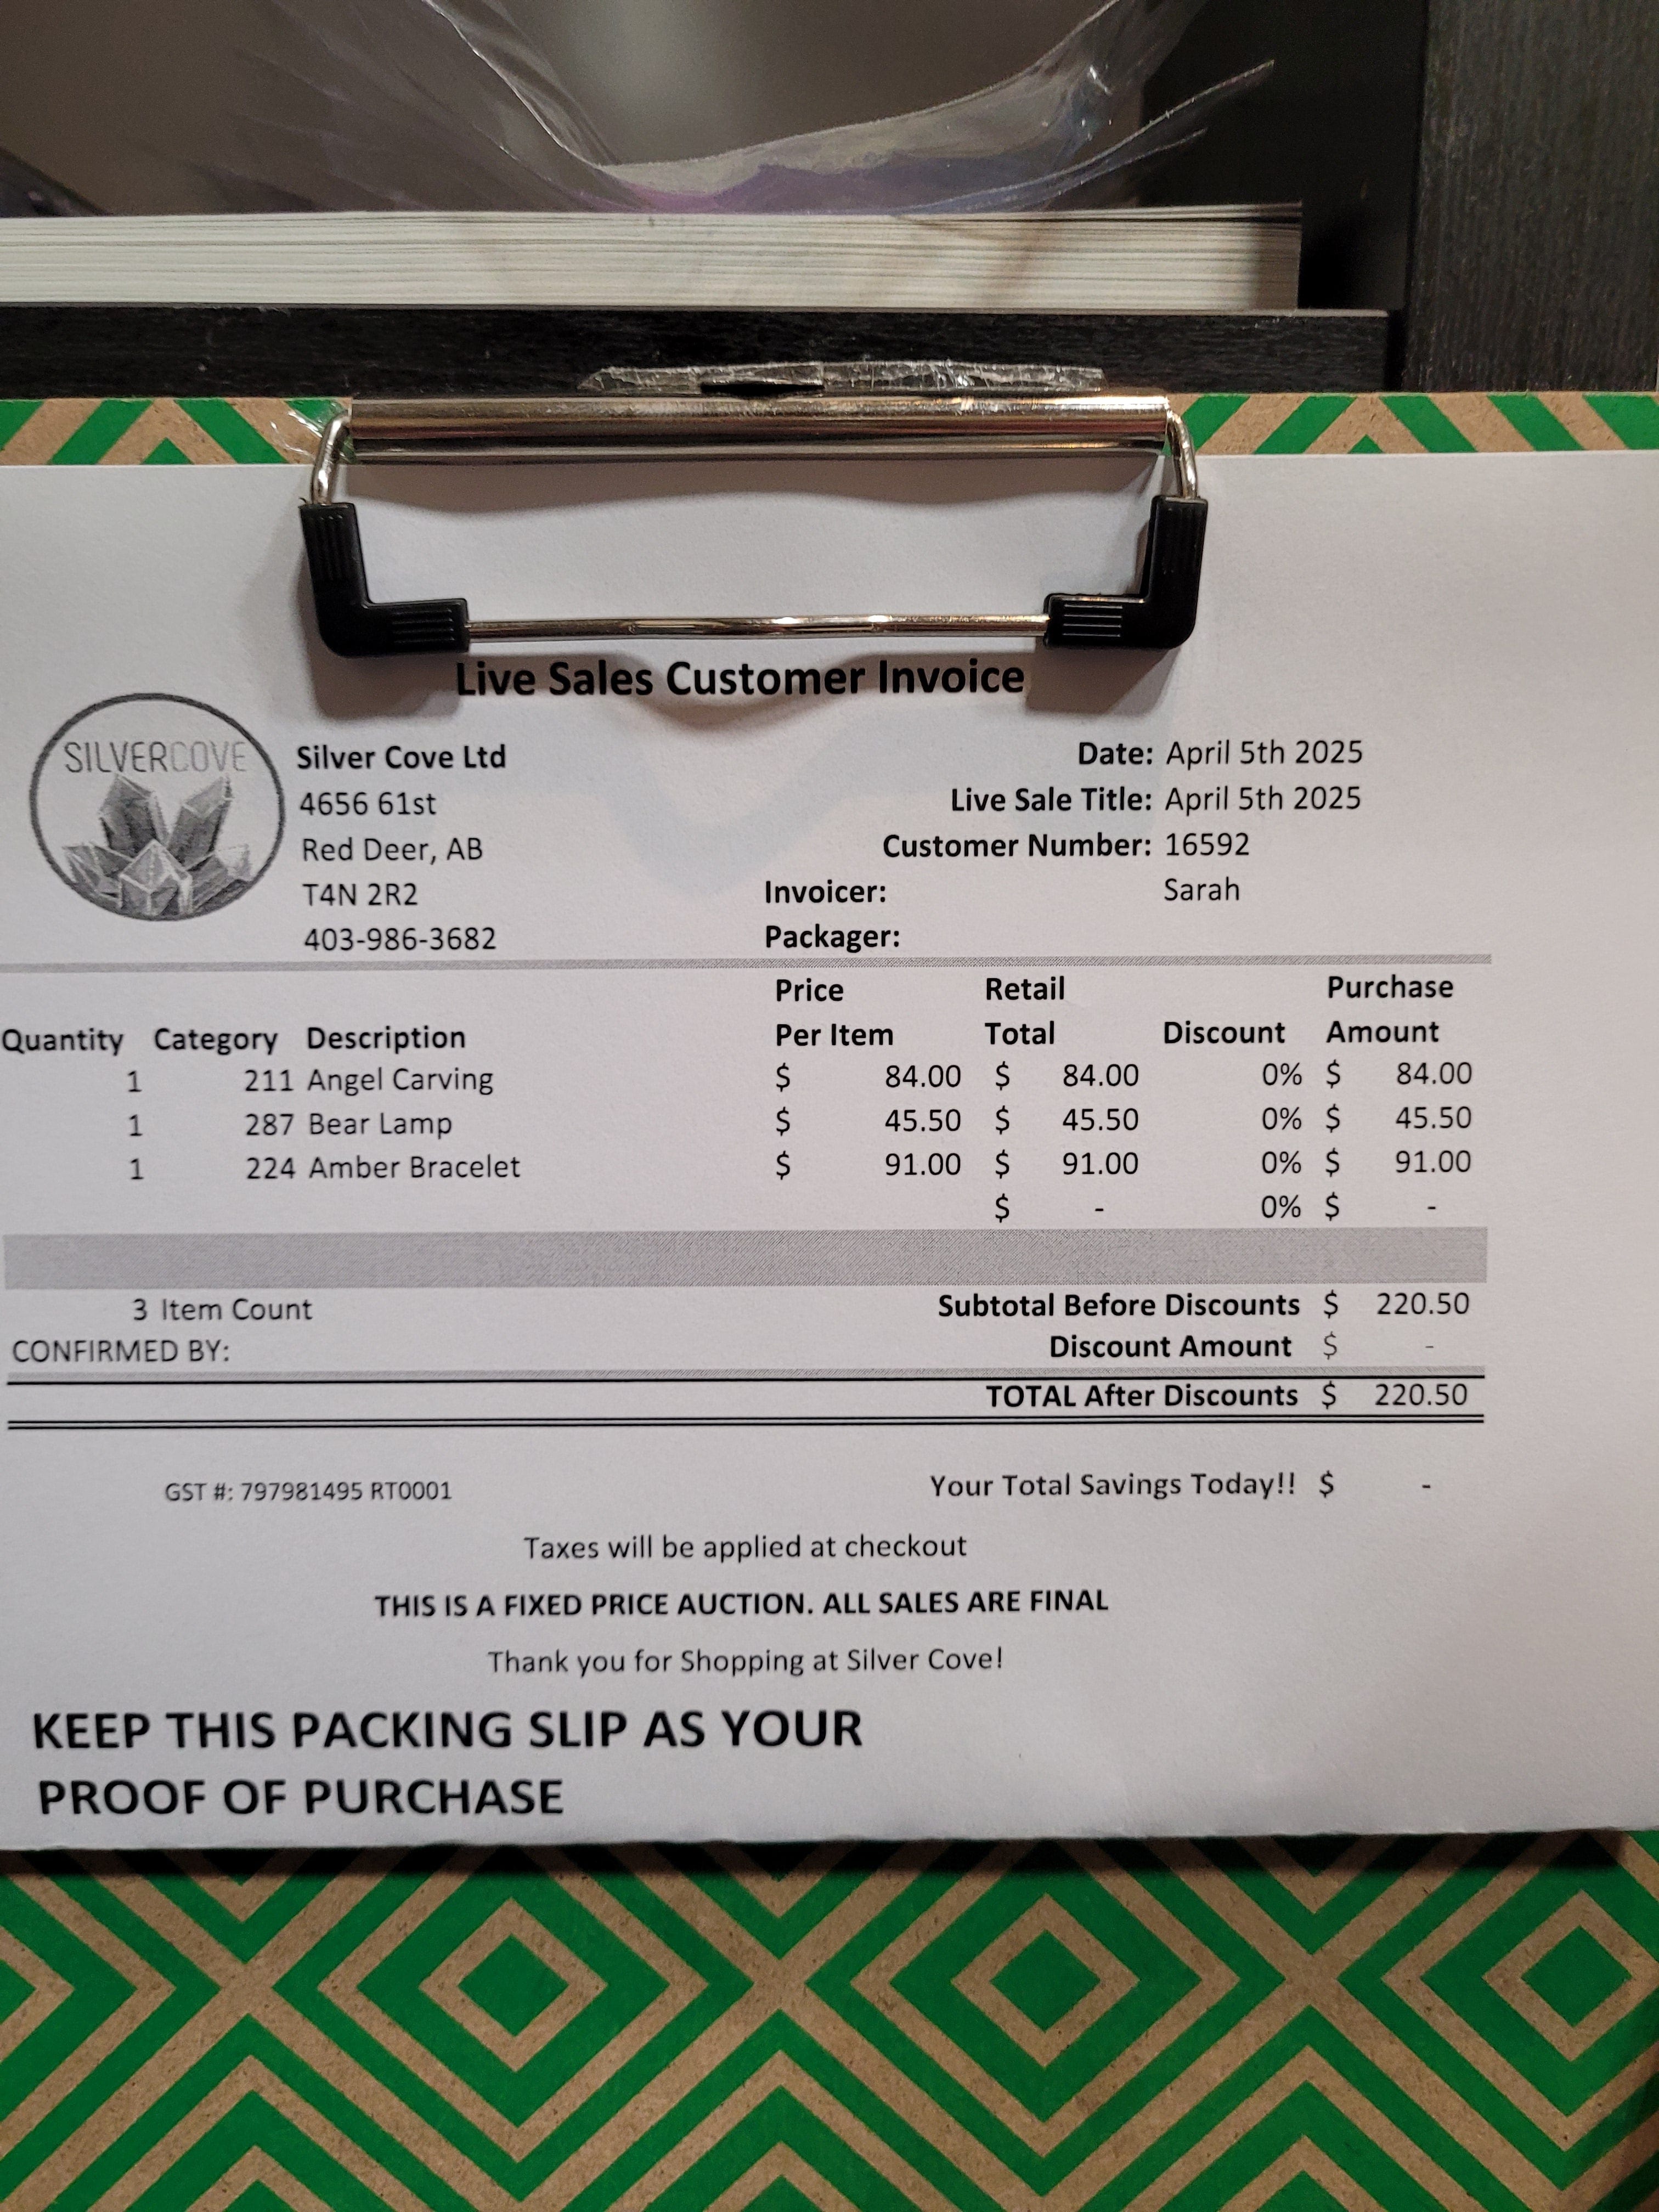 Live Sales Customer Invoice
SILVERCOVE
Silver Cove Ltd
4656 61st
Red Deer, AB
T4N 2R2
403-986-3682
Date: April 5th 2025
Live Sale Title: April 5th 2025
Customer Number: 16592
Invoicer: Sarah
Packager:
Quantity Category Description Price Per Item Retail Total Discount Purchase Amount
1 211 Angel Carving $ 84.00 $ 84.00 0% $ 84.00
1 287 Bear Lamp $ 45.50 $ 45.50 0% $ 45.50
1 224 Amber Bracelet $ 91.00 $ 91.00 0% $ 91.00
$ - 0% $ -
3 Item Count Subtotal Before Discounts $ 220.50
CONFIRMED BY: Discount Amount $ -
TOTAL After Discounts $ 220.50
GST #: 797981495 RT0001 Your Total Savings Today!! $ -
Taxes will be applied at checkout
THIS IS A FIXED PRICE AUCTION. ALL SALES ARE FINAL
Thank you for Shopping at Silver Cove!
KEEP THIS PACKING SLIP AS YOUR
PROOF OF PURCHASE